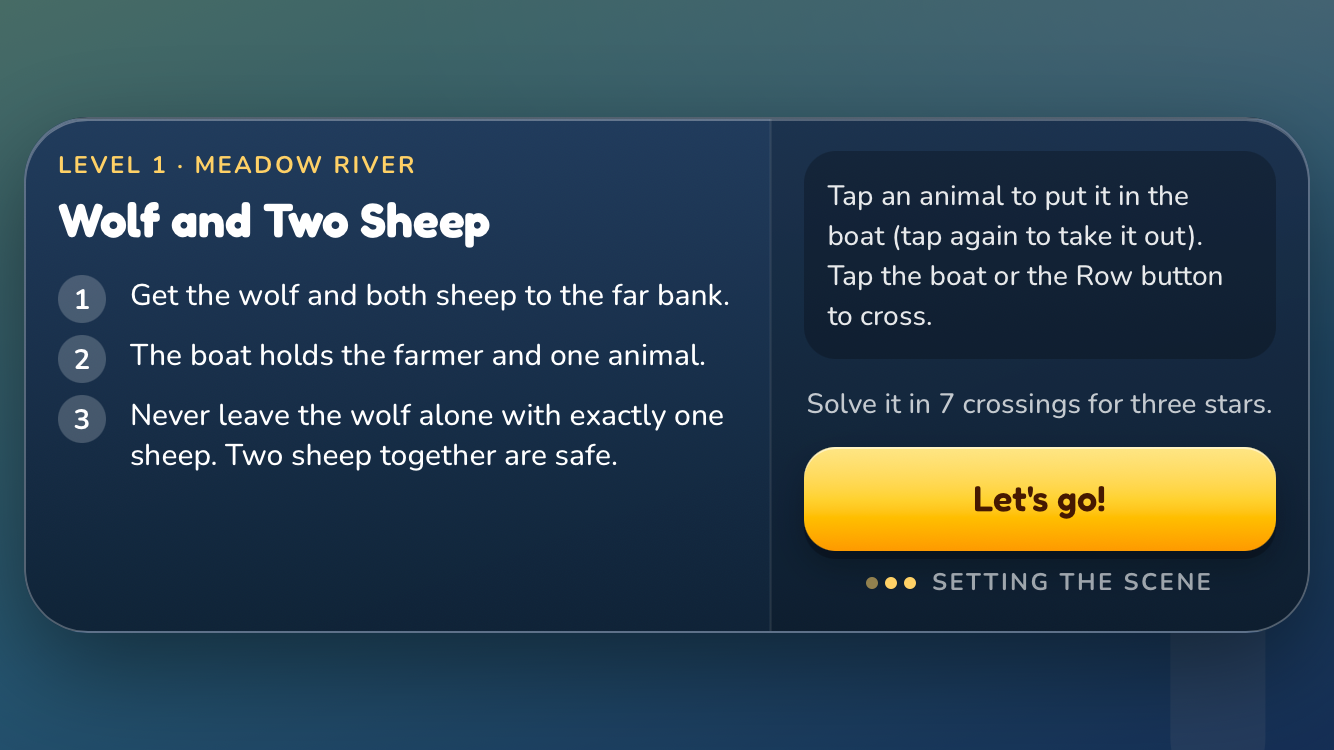 LEVEL 1 · MEADOW RIVER
Wolf and Two Sheep
1 Get the wolf and both sheep to the far bank.
2 The boat holds the farmer and one animal.
3 Never leave the wolf alone with exactly one
sheep. Two sheep together are safe.
Tap an animal to put it in the
boat (tap again to take it out).
Tap the boat or the Row button
to cross.
Solve it in 7 crossings for three stars.
Let's go!
SETTING THE SCENE